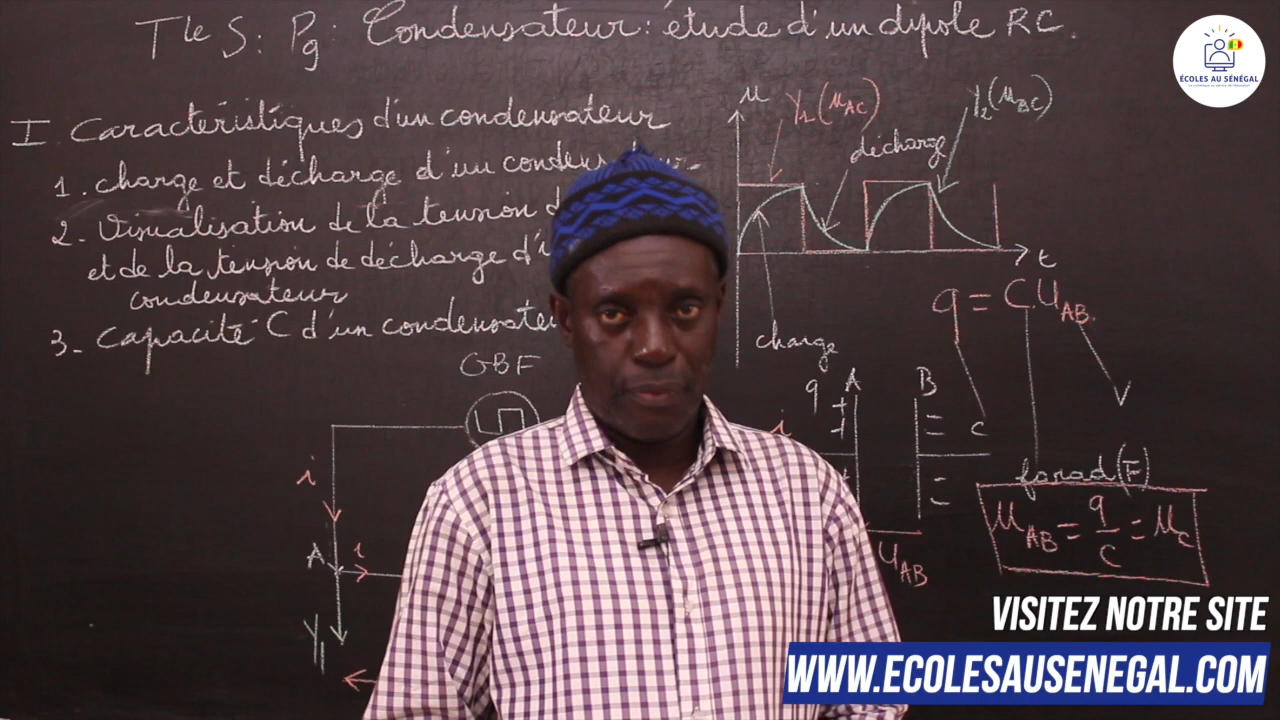 Tle S: Pg: Condensateur: étude d'un dipole RC.
ÉCOLES AU SÉNÉGAL
I Caractéristiques d'un condensateur
1. charge et décharge d'un
2. Visualisation de la tension
et de la tension de décharge
condensateur
3. Capacité C d'un
u
Y1 (uAC)
Y2 (uBC)
décharge
charge
t
q = C.UAB.
C
V
farad (F)
UAB = q/C = uC
GBF
i
A
i
Y1
q
A
B
i
C
UAB
VISITEZ NOTRE SITE
WWW.ECOLESAUSENEGAL.COM